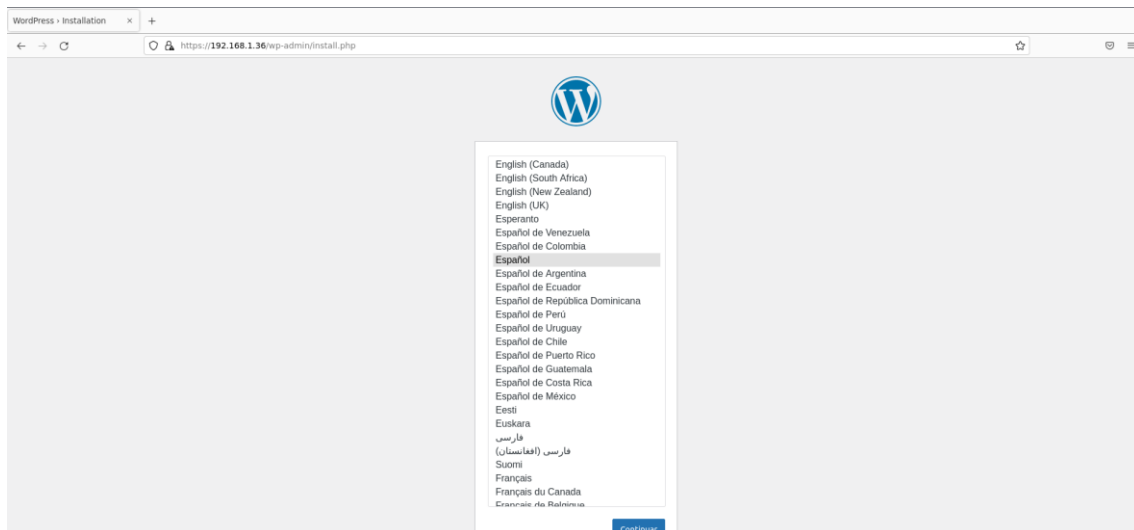 WordPress › Installation
https://192.168.1.36/wp-admin/install.php
English (Canada)
English (South Africa)
English (New Zealand)
English (UK)
Esperanto
Español de Venezuela
Español de Colombia
Español
Español de Argentina
Español de Ecuador
Español de República Dominicana
Español de Perú
Español de Uruguay
Español de Chile
Español de Puerto Rico
Español de Guatemala
Español de Costa Rica
Español de México
Eesti
Euskara
فارسی
(فارسی (افغانستان
Suomi
Français
Français du Canada
Français de Belgique
Continuar